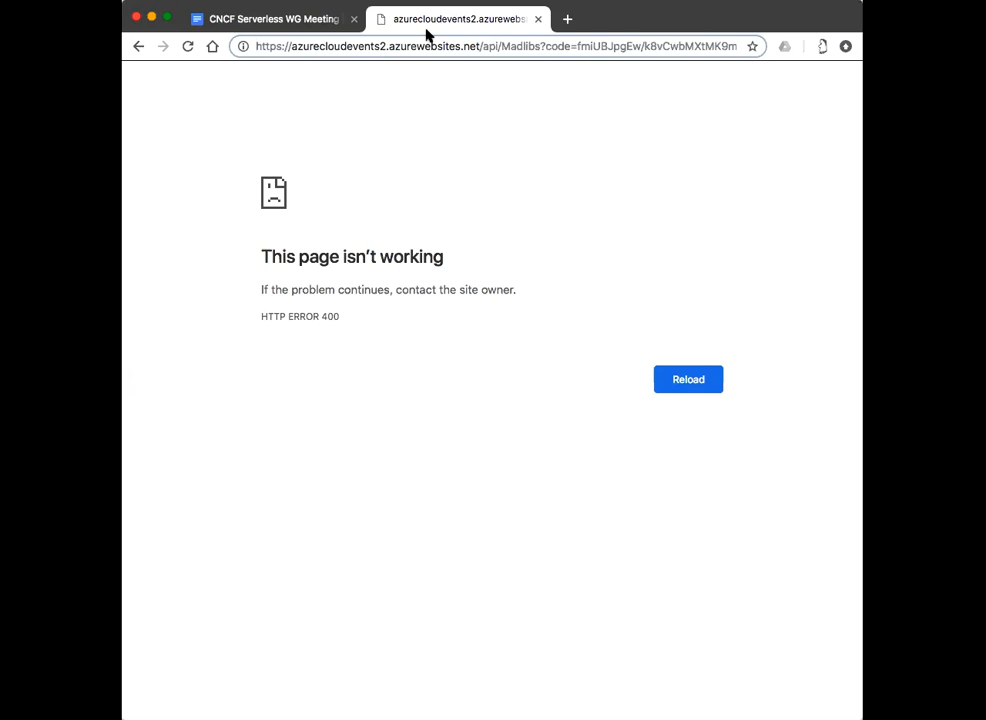 CNCF Serverless WG Meeting
azurecloudevents2.azurewebs
https://azurecloudevents2.azurewebsites.net/api/Madlibs?code=fmiUBJpgEw/k8vCwbMXtMK9m
This page isn't working
If the problem continues, contact the site owner.
HTTP ERROR 400
Reload